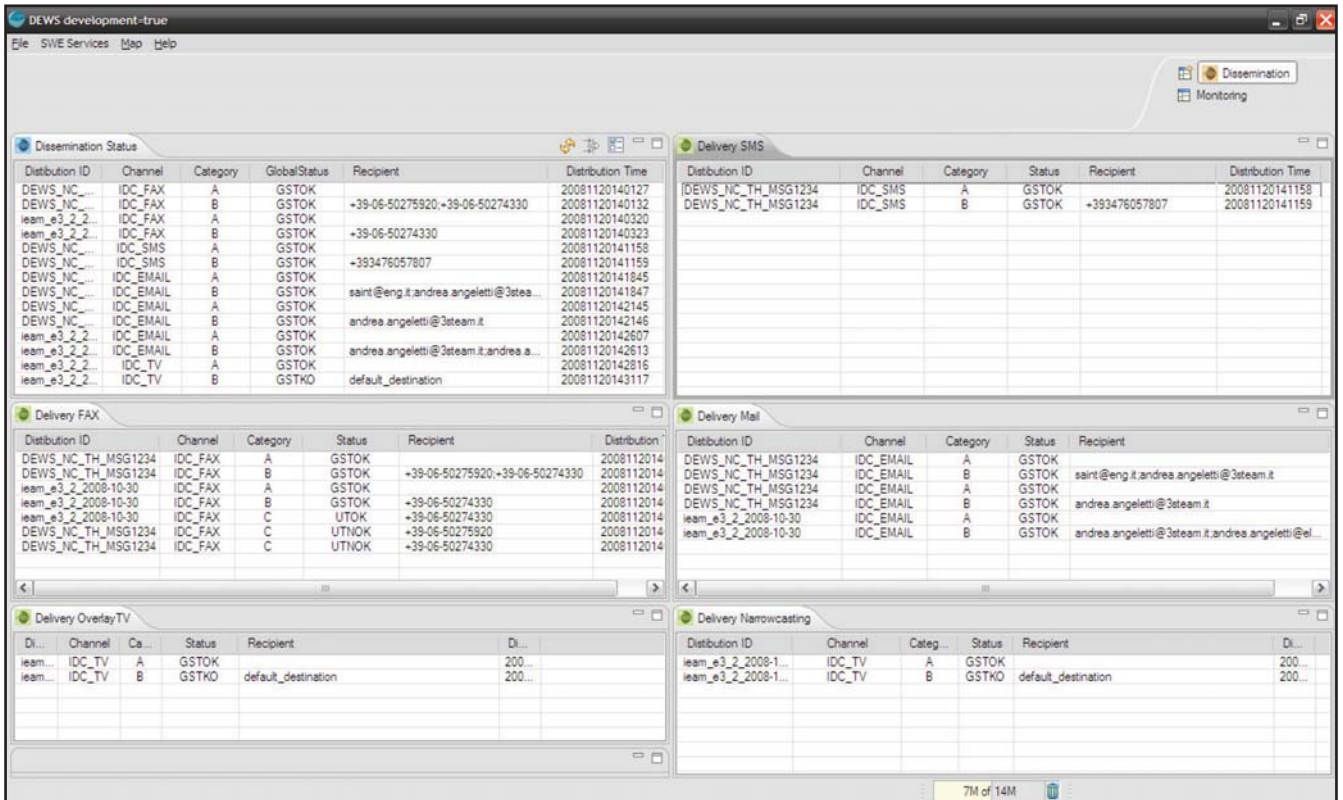 DEWS development=true
File SWE Services Map Help
Dissemination
Monitoring
Dissemination Status
Distibution ID Channel Category GlobalStatus Recipient Distribution Time
DEWS_NC_... IDC_FAX A GSTOK 20081120140127
DEWS_NC_... IDC_FAX B GSTOK +39-06-50275920;+39-06-50274330 20081120140132
ieam_e3_2_2... IDC_FAX A GSTOK 20081120140320
ieam_e3_2_2... IDC_FAX B GSTOK +39-06-50274330 20081120140323
DEWS_NC_... IDC_SMS A GSTOK 20081120141158
DEWS_NC_... IDC_SMS B GSTOK +393476057807 20081120141159
DEWS_NC_... IDC_EMAIL A GSTOK 20081120141845
DEWS_NC_... IDC_EMAIL B GSTOK saint@eng.it;andrea.angeletti@3stea... 20081120141847
DEWS_NC_... IDC_EMAIL A GSTOK 20081120142145
DEWS_NC_... IDC_EMAIL B GSTOK andrea.angeletti@3steam.it 20081120142146
ieam_e3_2_2... IDC_EMAIL A GSTOK 20081120142607
ieam_e3_2_2... IDC_EMAIL B GSTOK andrea.angeletti@3steam.it;andrea.a... 20081120142613
ieam_e3_2_2... IDC_TV A GSTOK 20081120142816
ieam_e3_2_2... IDC_TV B GSTKO default_destination 20081120143117
Delivery SMS
Distibution ID Channel Category Status Recipient Distribution Time
DEWS_NC_TH_MSG1234 IDC_SMS A GSTOK 20081120141158
DEWS_NC_TH_MSG1234 IDC_SMS B GSTOK +393476057807 20081120141159
Delivery FAX
Distibution ID Channel Category Status Recipient Distribution
DEWS_NC_TH_MSG1234 IDC_FAX A GSTOK 2008112014
DEWS_NC_TH_MSG1234 IDC_FAX B GSTOK +39-06-50275920;+39-06-50274330 2008112014
ieam_e3_2_2008-10-30 IDC_FAX A GSTOK 2008112014
ieam_e3_2_2008-10-30 IDC_FAX B GSTOK +39-06-50274330 2008112014
ieam_e3_2_2008-10-30 IDC_FAX C UTOK +39-06-50274330 2008112014
DEWS_NC_TH_MSG1234 IDC_FAX C UTNOK +39-06-50275920 2008112014
DEWS_NC_TH_MSG1234 IDC_FAX C UTNOK +39-06-50274330 2008112014
Delivery Mail
Distibution ID Channel Category Status Recipient
DEWS_NC_TH_MSG1234 IDC_EMAIL A GSTOK
DEWS_NC_TH_MSG1234 IDC_EMAIL B GSTOK saint@eng.it;andrea.angeletti@3steam.it
DEWS_NC_TH_MSG1234 IDC_EMAIL A GSTOK
DEWS_NC_TH_MSG1234 IDC_EMAIL B GSTOK andrea.angeletti@3steam.it
ieam_e3_2_2008-10-30 IDC_EMAIL A GSTOK
ieam_e3_2_2008-10-30 IDC_EMAIL B GSTOK andrea.angeletti@3steam.it;andrea.angeletti@el...
Delivery OverlayTV
Di... Channel Ca... Status Recipient Di...
ieam... IDC_TV A GSTOK 200...
ieam... IDC_TV B GSTKO default_destination 200...
Delivery Narrowcasting
Distibution ID Channel Categ... Status Recipient Di...
ieam_e3_2_2008-1... IDC_TV A GSTOK 200...
ieam_e3_2_2008-1... IDC_TV B GSTKO default_destination 200...
7M of 14M